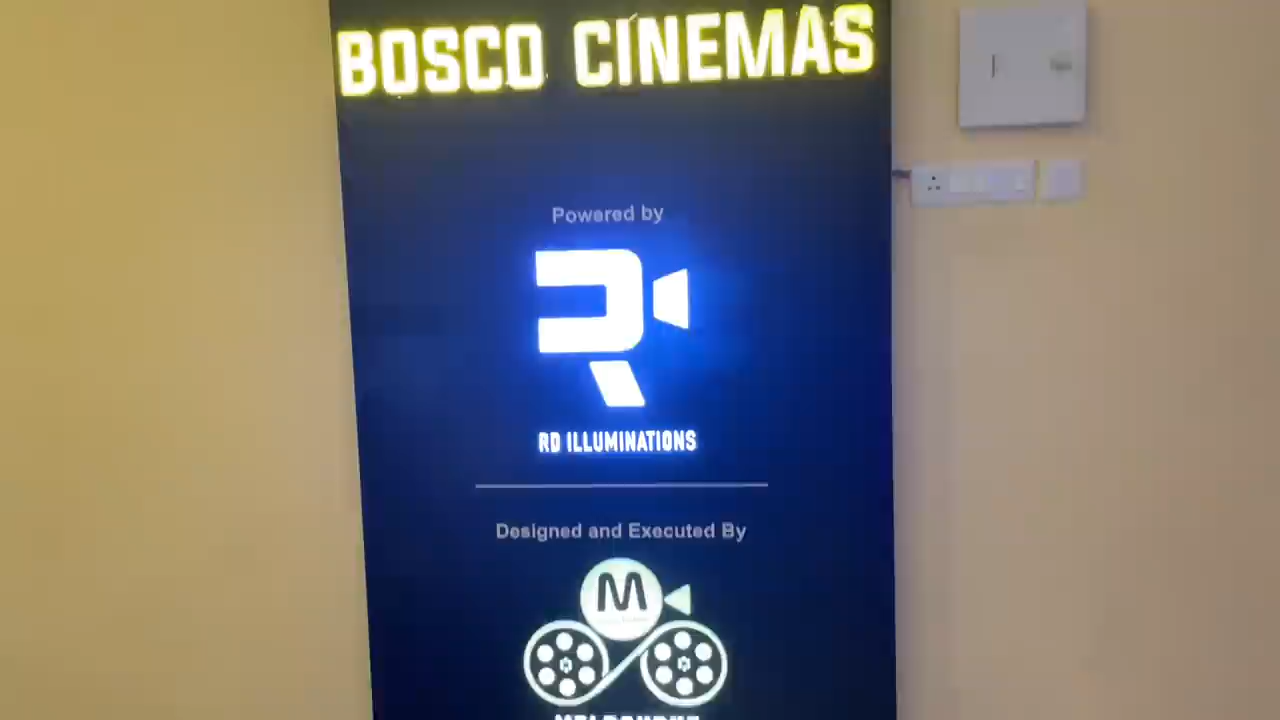 BOSCO CINEMAS
Powered by
RD ILLUMINATIONS
Designed and Executed By
M